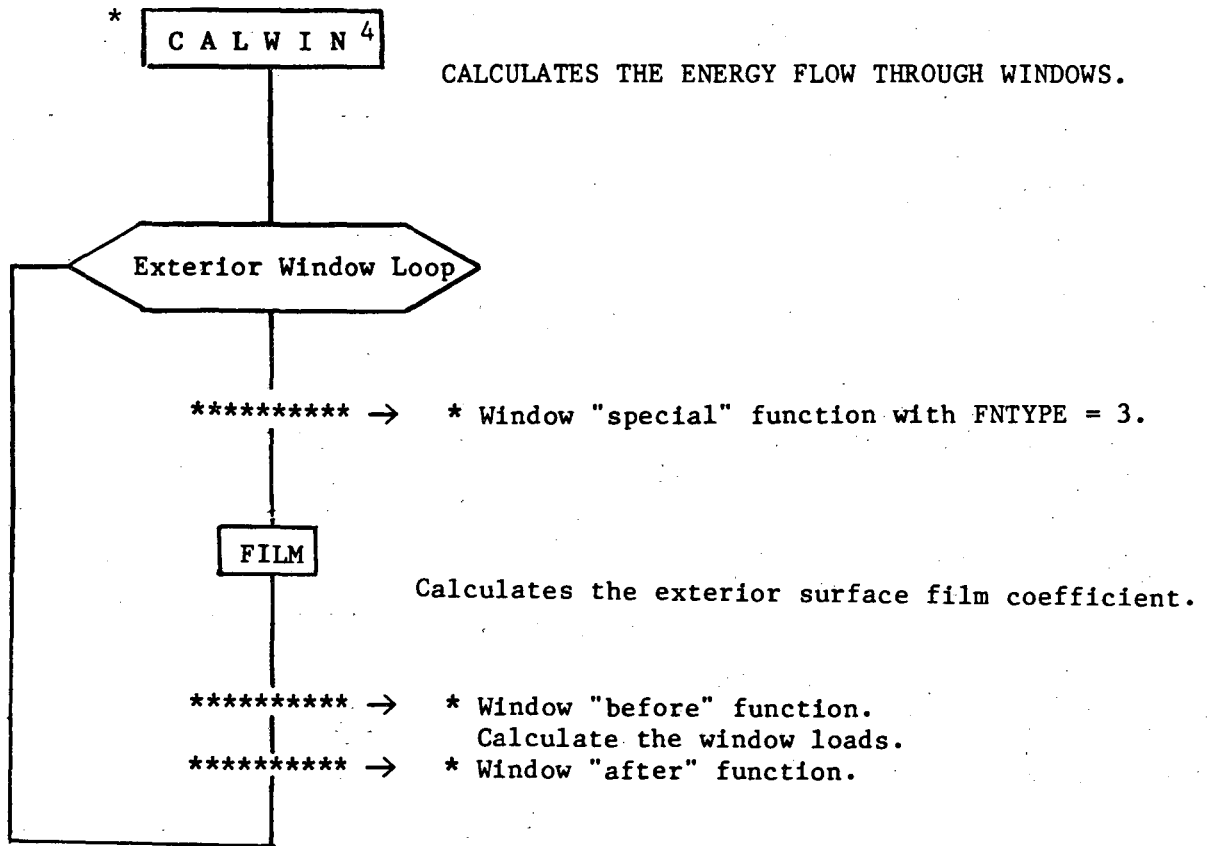 *
C A L W I N 4
CALCULATES THE ENERGY FLOW THROUGH WINDOWS.
Exterior Window Loop
********** → * Window "special" function with FNTYPE = 3.
FILM
Calculates the exterior surface film coefficient.
********** → * Window "before" function.
Calculate the window loads.
********** → * Window "after" function.